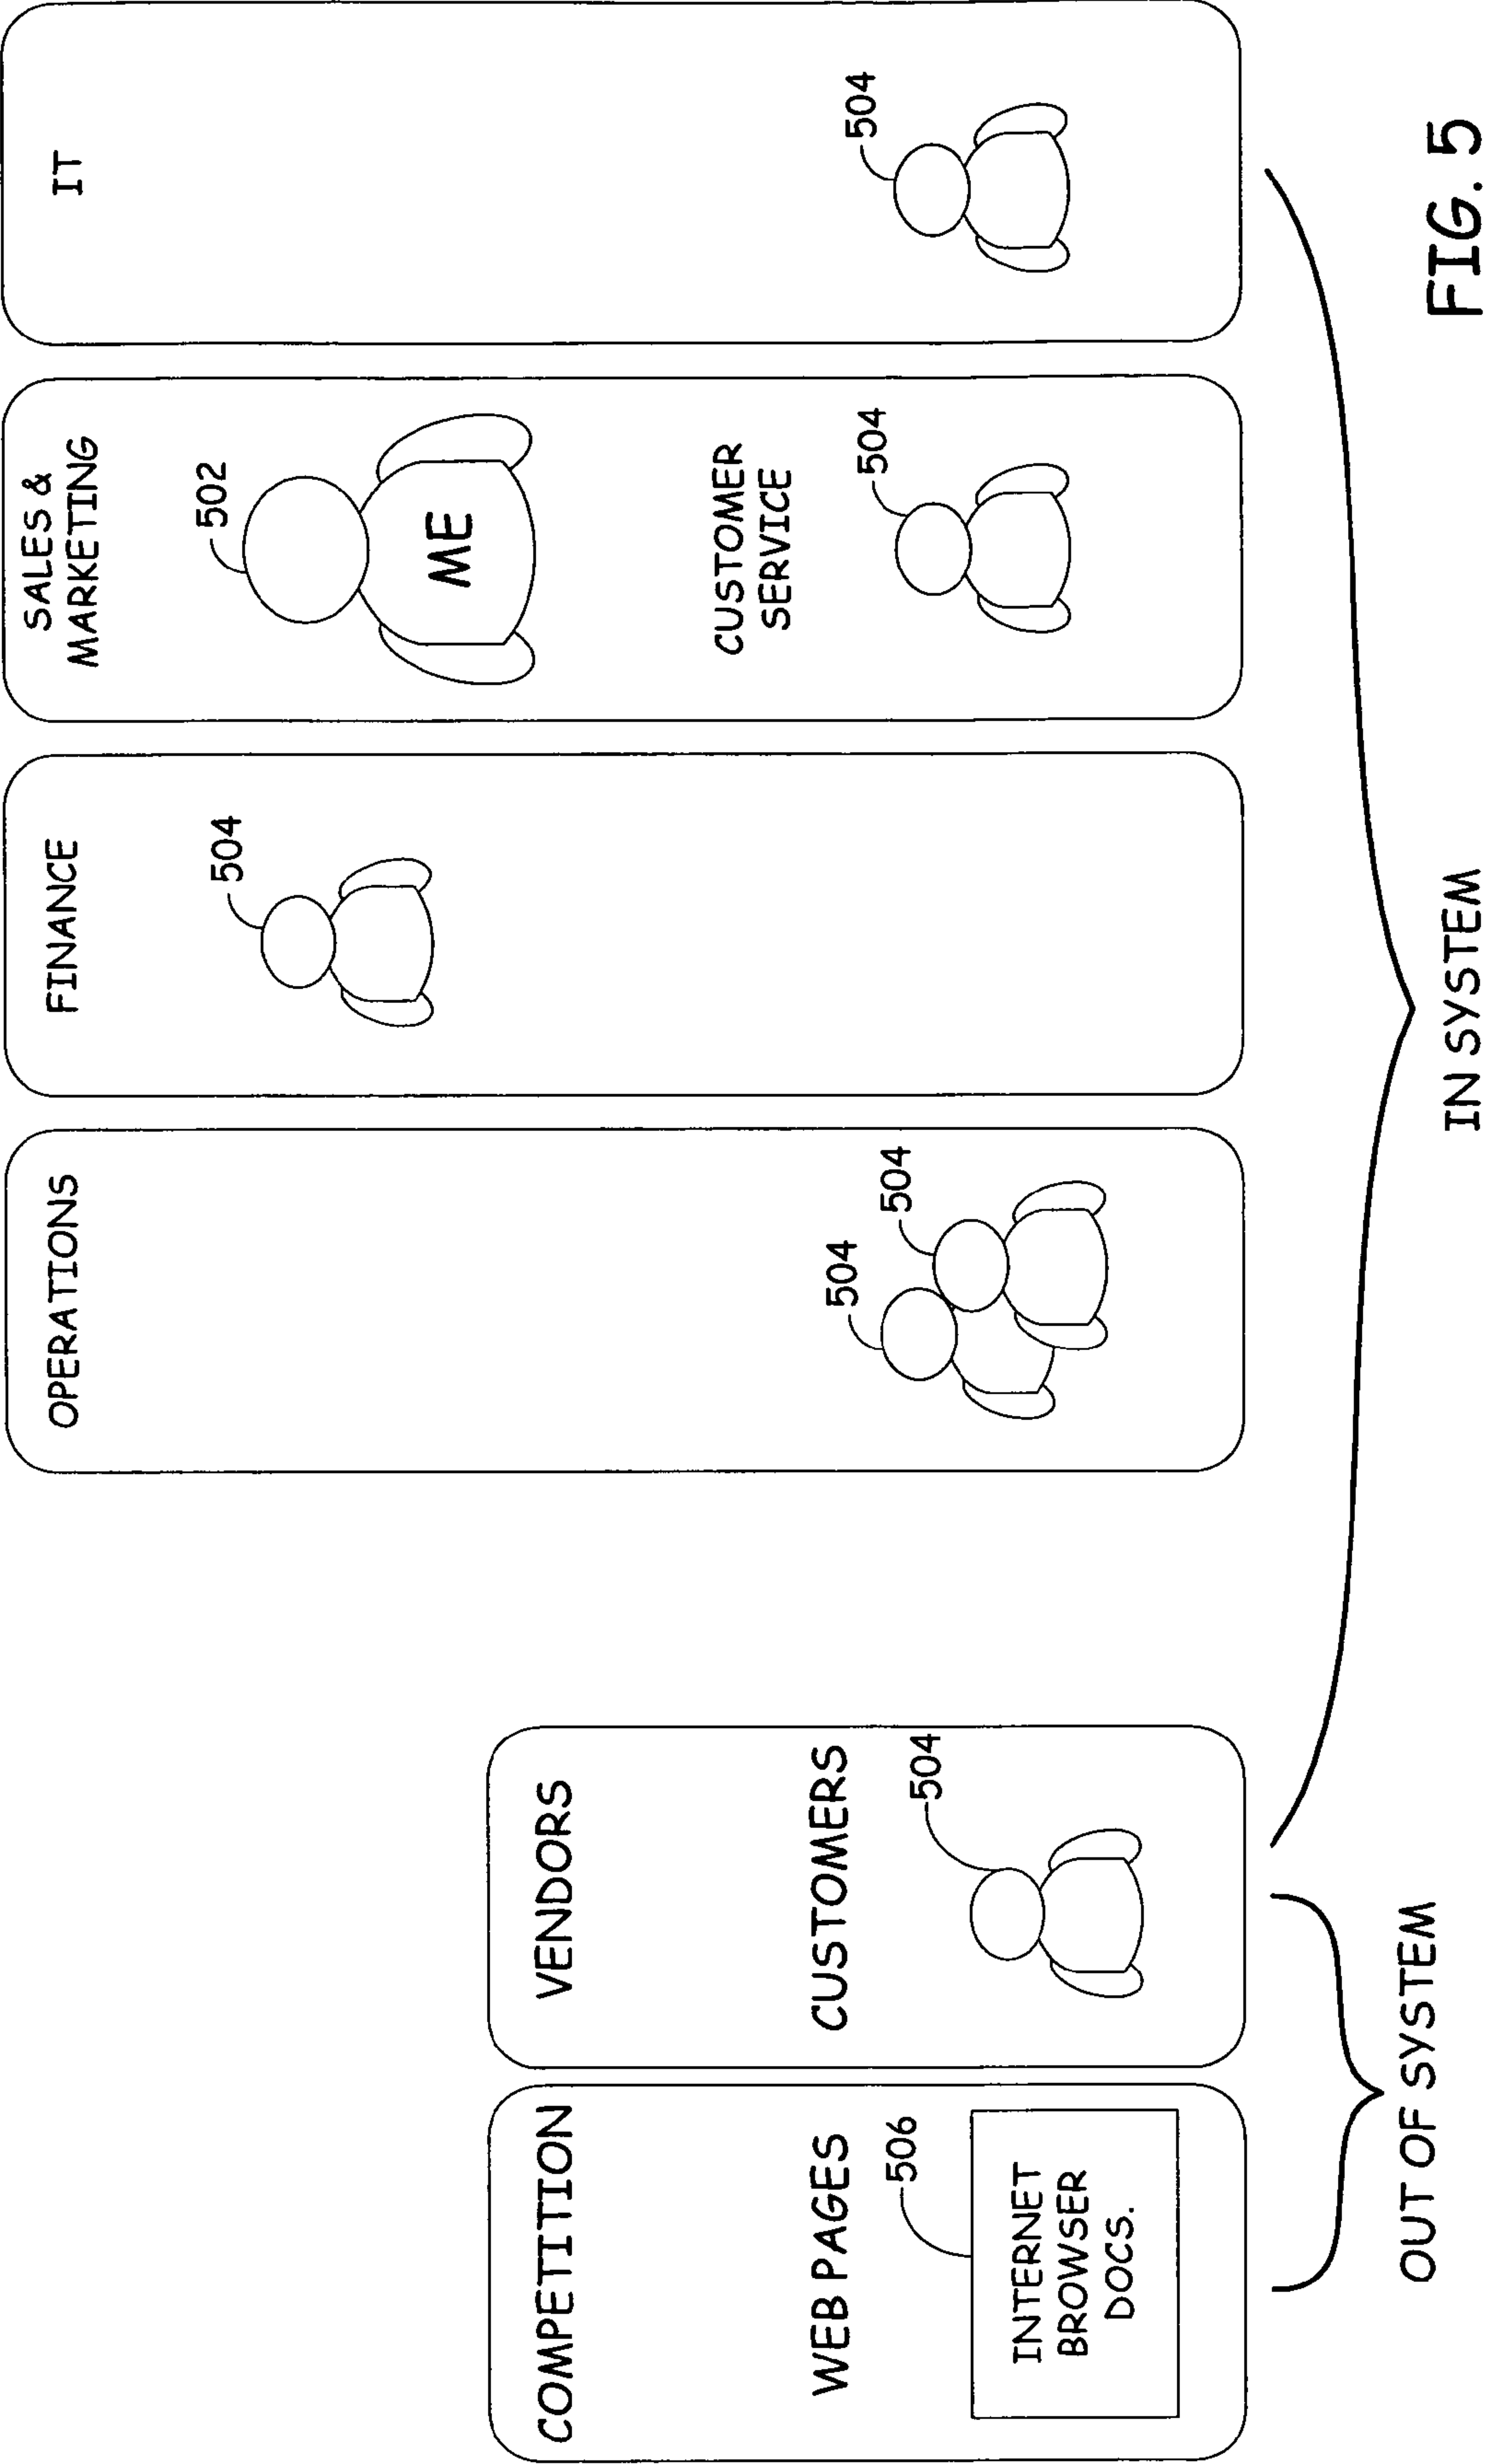 COMPETITION
WEB PAGES
506
INTERNET
BROWSER
DOCS.
VENDORS
CUSTOMERS
504
OPERATIONS
504
504
FINANCE
504
SALES &
MARKETING
502
ME
CUSTOMER
SERVICE
504
IT
504
OUT OF SYSTEM
IN SYSTEM
FIG. 5